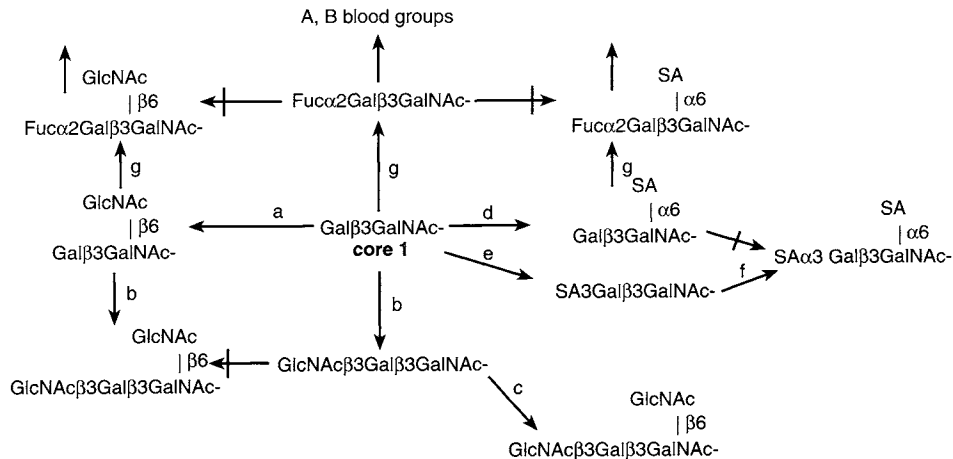 A, B blood groups
GlcNAc
|β6
Fucα2Galβ3GalNAc-
Fucα2Galβ3GalNAc-
SA
|α6
Fucα2Galβ3GalNAc-
g
g
g
GlcNAc
|β6
Galβ3GalNAc-
a
Galβ3GalNAc-
core 1
d
SA
|α6
Galβ3GalNAc-
SA
|α6
SAα3 Galβ3GalNAc-
e
SA3Galβ3GalNAc-
f
b
b
GlcNAc
|β6
GlcNAcβ3Galβ3GalNAc-
GlcNAcβ3Galβ3GalNAc-
c
GlcNAc
|β6
GlcNAcβ3Galβ3GalNAc-